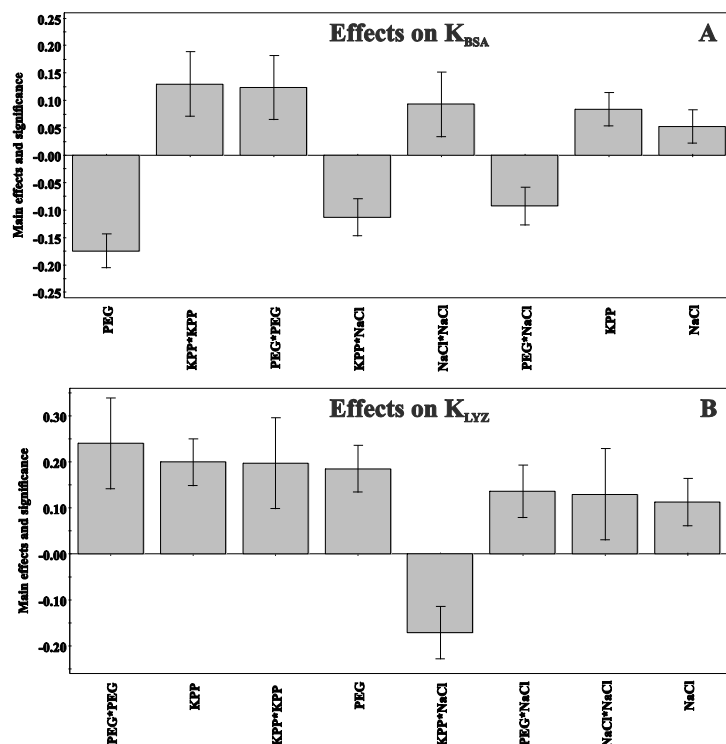 Effects on K_BSA
A
Main effects and significance
0.25
0.20
0.15
0.10
0.05
-0.00
-0.05
-0.10
-0.15
-0.20
-0.25
PEG
KPP*KPP
PEG*PEG
KPP*NaCl
NaCl*NaCl
PEG*NaCl
KPP
NaCl
Effects on K_LYZ
B
Main effects and significance
0.30
0.20
0.10
-0.00
-0.10
-0.20
PEG*PEG
KPP
KPP*KPP
PEG
KPP*NaCl
PEG*NaCl
NaCl*NaCl
NaCl